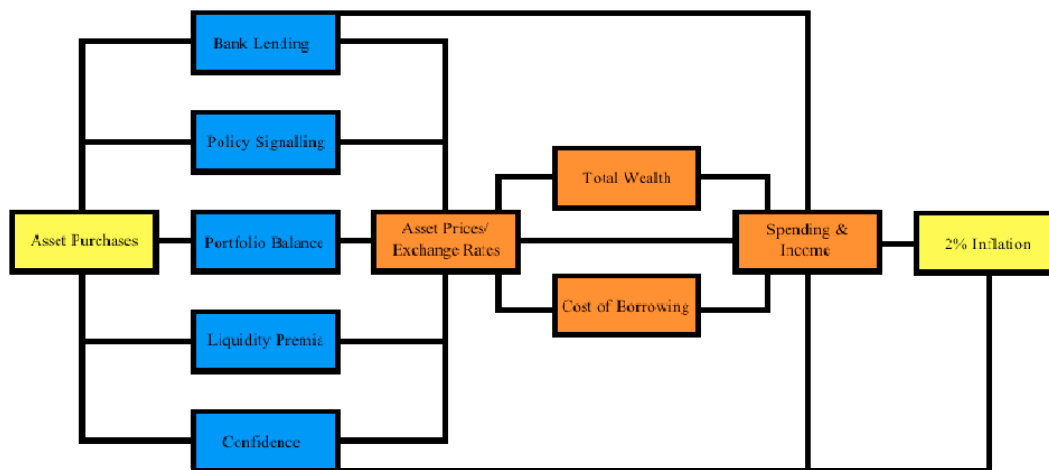 Bank Lending
Policy Signalling
Total Wealth
Asset Purchases
Portfolio Balance
Asset Prices/
Exchange Rates
Spending &
Income
2% Inflation
Cost of Borrowing
Liquidity Premia
Confidence